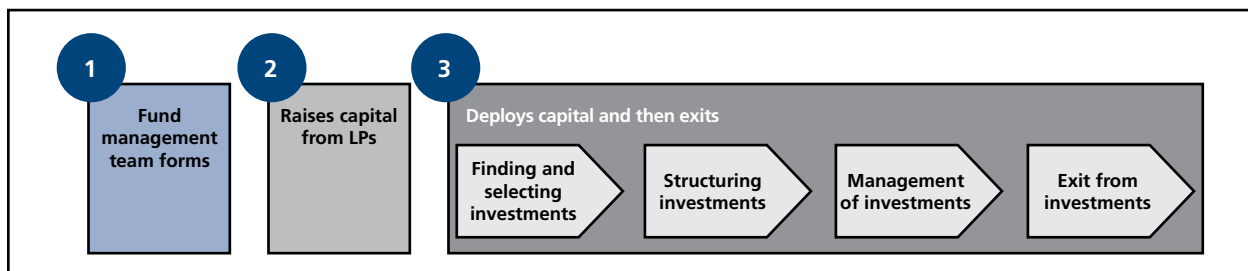 1
Fund
management
team forms
2
Raises capital
from LPs
3
Deploys capital and then exits
Finding and
selecting
investments
Structuring
investments
Management
of investments
Exit from
investments